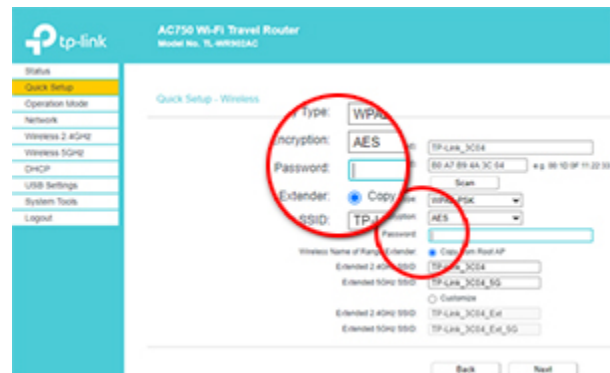 tp-link
AC750 Wi-Fi Travel Router
Model No. TL-WR902AC
Status
Quick Setup
Operation Mode
Network
Wireless 2.4GHz
Wireless 5GHz
DHCP
USB Settings
System Tools
Logout
Quick Setup - Wireless
Type:
WPA
ncryption:
AES
Password:
Extender:
Copy
SSID:
TP-L
TP-Link_3C04
B0:A7:B9:4A:3C:04
Scan
WPA2-PSK
AES
Password:
Wireless Name of Range Extender:
Copy from Root AP
Extended 2.4GHz SSID:
TP-Link_3C04
Extended 5GHz SSID:
TP-Link_3C04_5G
Customize
Extended 2.4GHz SSID:
TP-Link_3C04_Ext
Extended 5GHz SSID:
TP-Link_3C04_Ext_5G
Back
Next